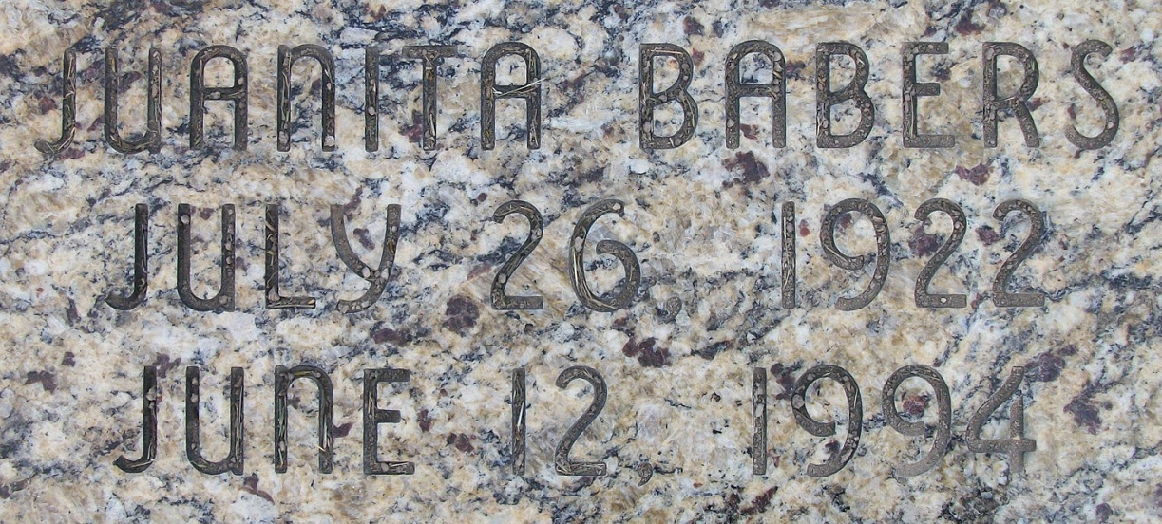 JUANITA BABERS
JULY 26, 1922
JUNE 12, 1994